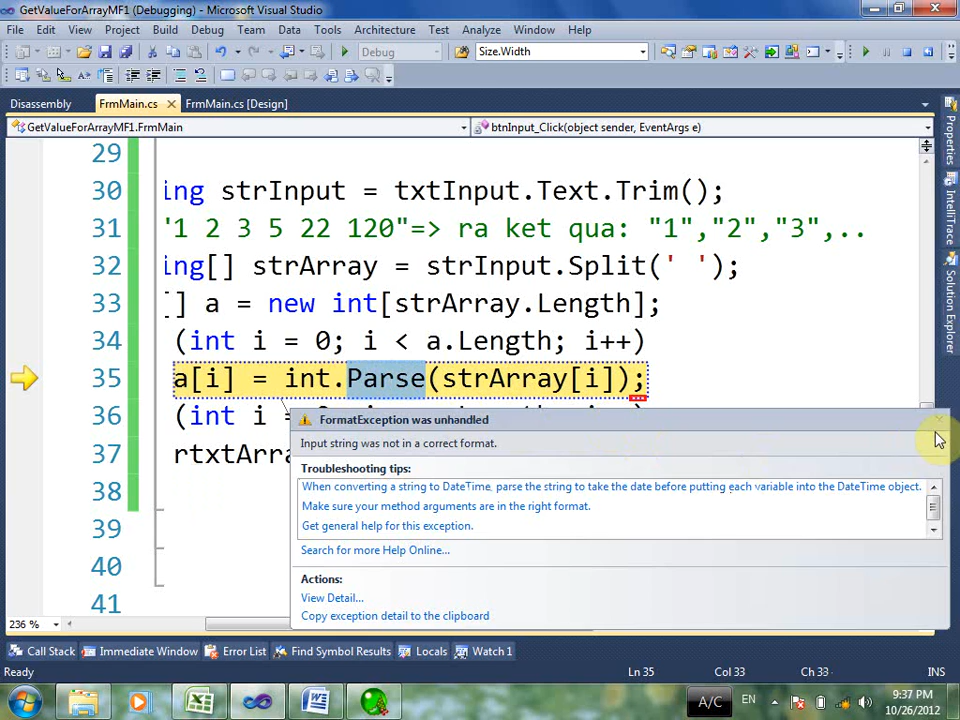 GetValueForArrayMF1 (Debugging) - Microsoft Visual Studio
File Edit View Project Build Debug Team Data Tools Architecture Test Analyze Window Help
Debug Size.Width
Disassembly FrmMain.cs FrmMain.cs [Design]
GetValueForArrayMF1.FrmMain btnInput_Click(object sender, EventArgs e)
29
30 ing strInput = txtInput.Text.Trim();
31 "1 2 3 5 22 120"=> ra ket qua: "1","2","3",..
32 ing[] strArray = strInput.Split(' ');
33 [] a = new int[strArray.Length];
34 (int i = 0; i < a.Length; i++)
35 a[i] = int.Parse(strArray[i]);
36 (int i =
37 rtxtArra
38
39
40
41
FormatException was unhandled
Input string was not in a correct format.
Troubleshooting tips:
When converting a string to DateTime, parse the string to take the date before putting each variable into the DateTime object.
Make sure your method arguments are in the right format.
Get general help for this exception.
Search for more Help Online...
Actions:
View Detail...
Copy exception detail to the clipboard
Properties
IntelliTrace
Solution Explorer
236 %
Call Stack Immediate Window Error List Find Symbol Results Locals Watch 1
Ready Ln 35 Col 33 Ch 33 INS
A/C EN 9:37 PM
10/26/2012